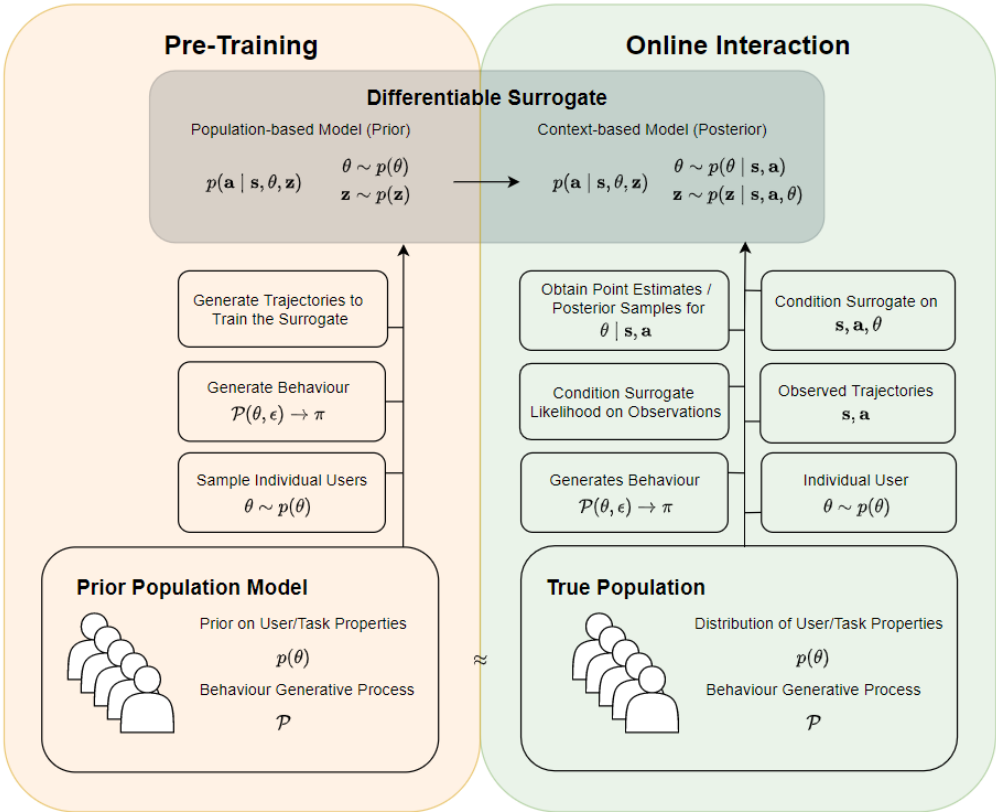 Pre-Training
Online Interaction
Differentiable Surrogate
Population-based Model (Prior)
p(a | s, θ, z)
θ ∼ p(θ)
z ∼ p(z)
Context-based Model (Posterior)
p(a | s, θ, z)
θ ∼ p(θ | s, a)
z ∼ p(z | s, a, θ)
Generate Trajectories to
Train the Surrogate
Generate Behaviour
𝒫(θ, ϵ) → π
Sample Individual Users
θ ∼ p(θ)
Obtain Point Estimates /
Posterior Samples for
θ | s, a
Condition Surrogate on
s, a, θ
Condition Surrogate
Likelihood on Observations
Observed Trajectories
s, a
Generates Behaviour
𝒫(θ, ϵ) → π
Individual User
θ ∼ p(θ)
Prior Population Model
Prior on User/Task Properties
p(θ)
Behaviour Generative Process
𝒫
≈
True Population
Distribution of User/Task Properties
p(θ)
Behaviour Generative Process
𝒫